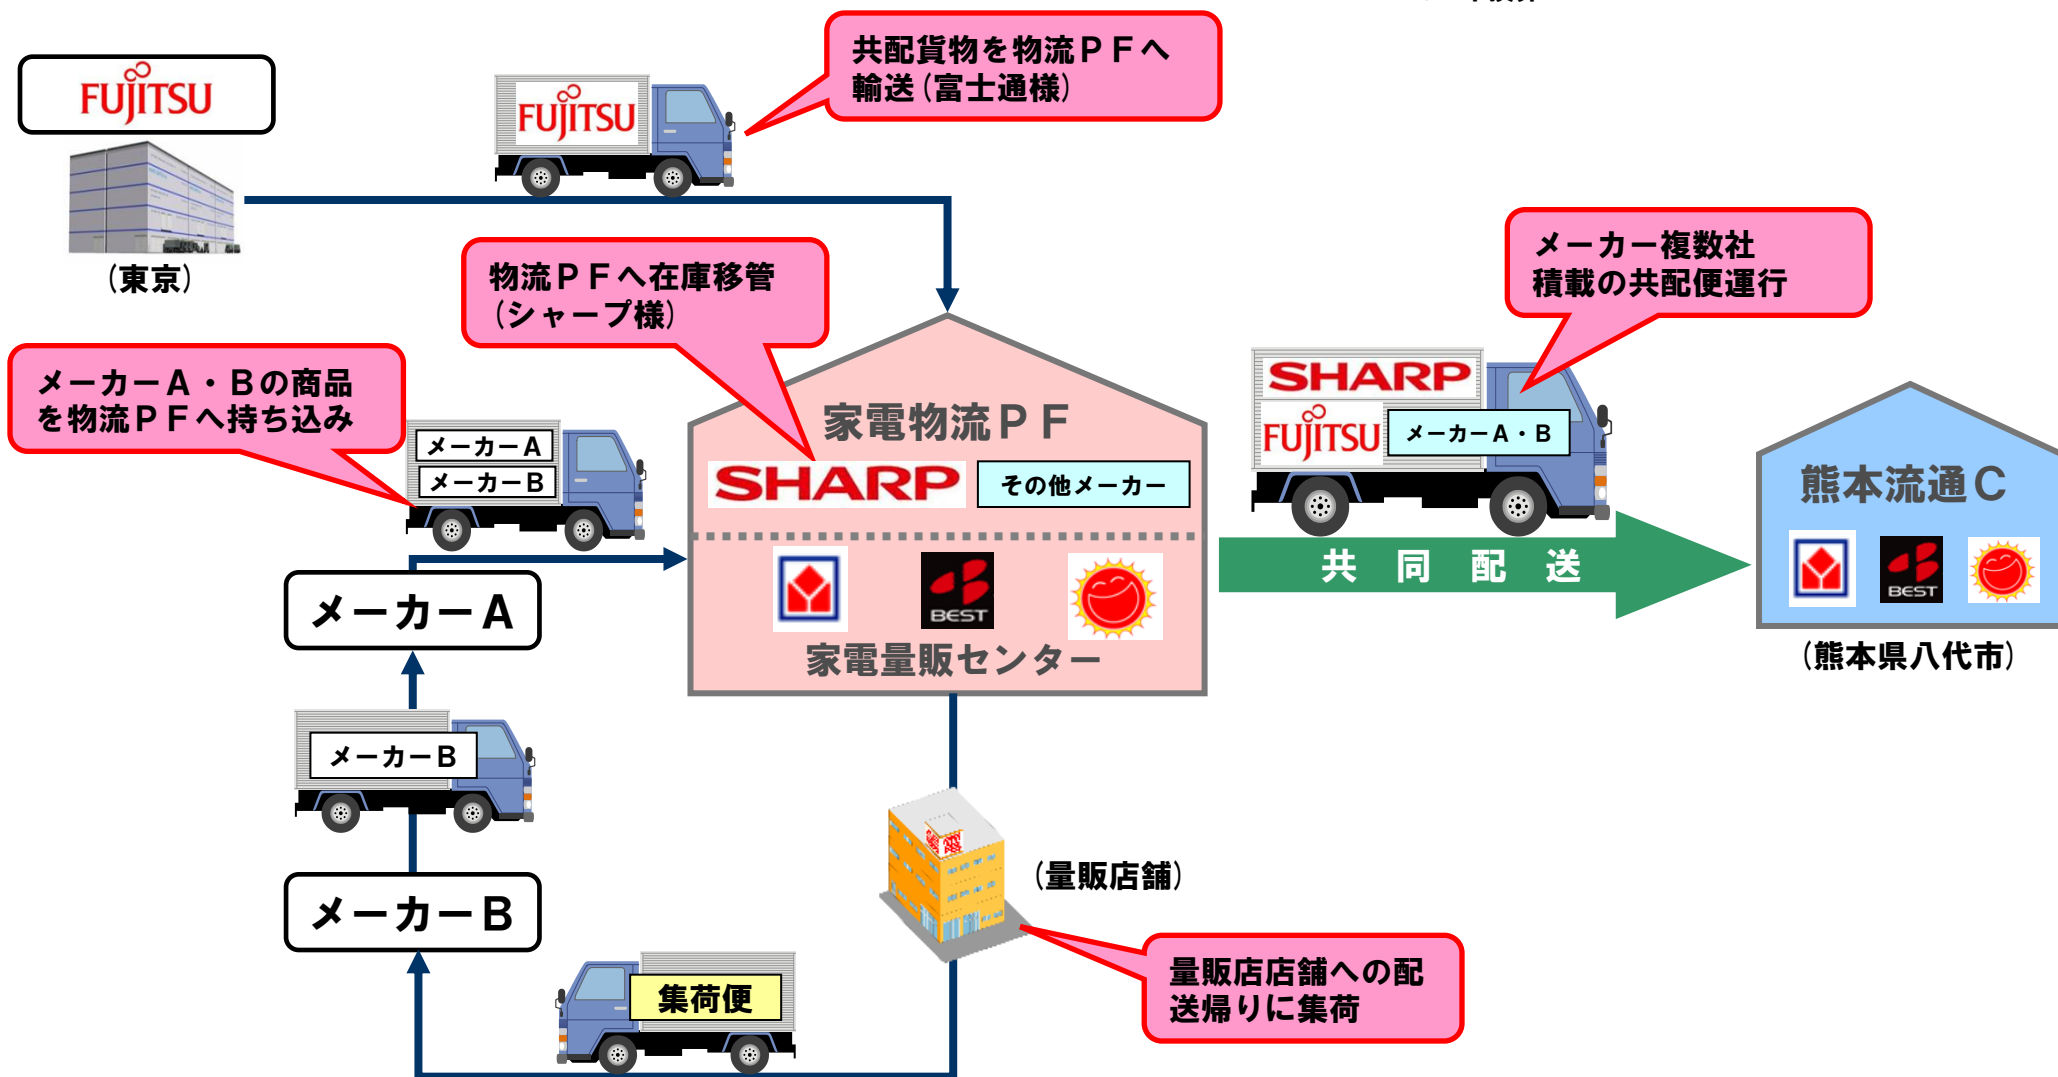 共配貨物を物流ＰＦへ
輸送(富士通様)
FUJITSU
FUJITSU
(東京)
物流ＰＦへ在庫移管
(シャープ様)
メーカー複数社
積載の共配便運行
メーカーＡ・Ｂの商品
を物流ＰＦへ持ち込み
メーカーＡ
メーカーＢ
家電物流ＰＦ
SHARP
その他メーカー
BEST
家電量販センター
SHARP
FUJITSU
メーカーＡ・Ｂ
共同配送
熊本流通Ｃ
BEST
(熊本県八代市)
メーカーＡ
メーカーＢ
メーカーＢ
集荷便
(量販店舗)
量販店店舗への配
送帰りに集荷